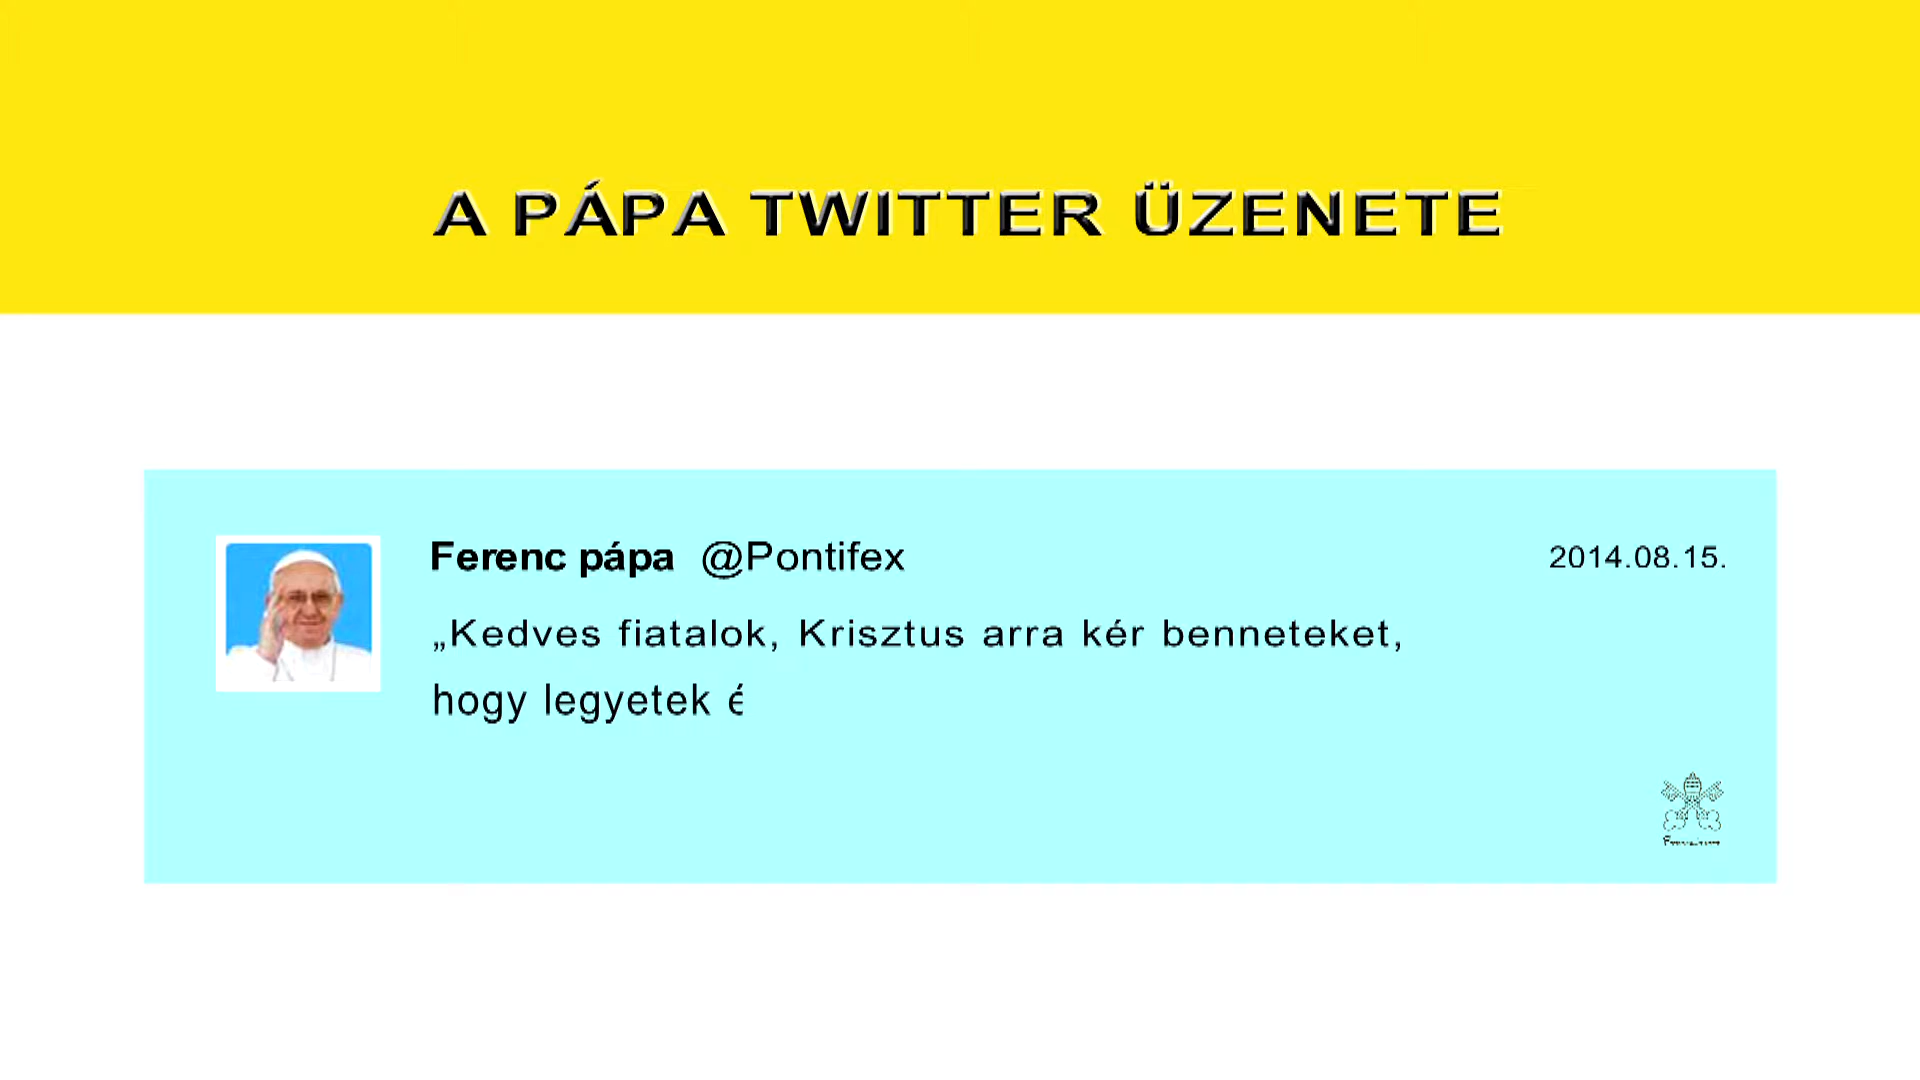 A PÁPA TWITTER ÜZENETE
Ferenc pápa @Pontifex
2014.08.15.
„Kedves fiatalok, Krisztus arra kér benneteket,
hogy legyetek é